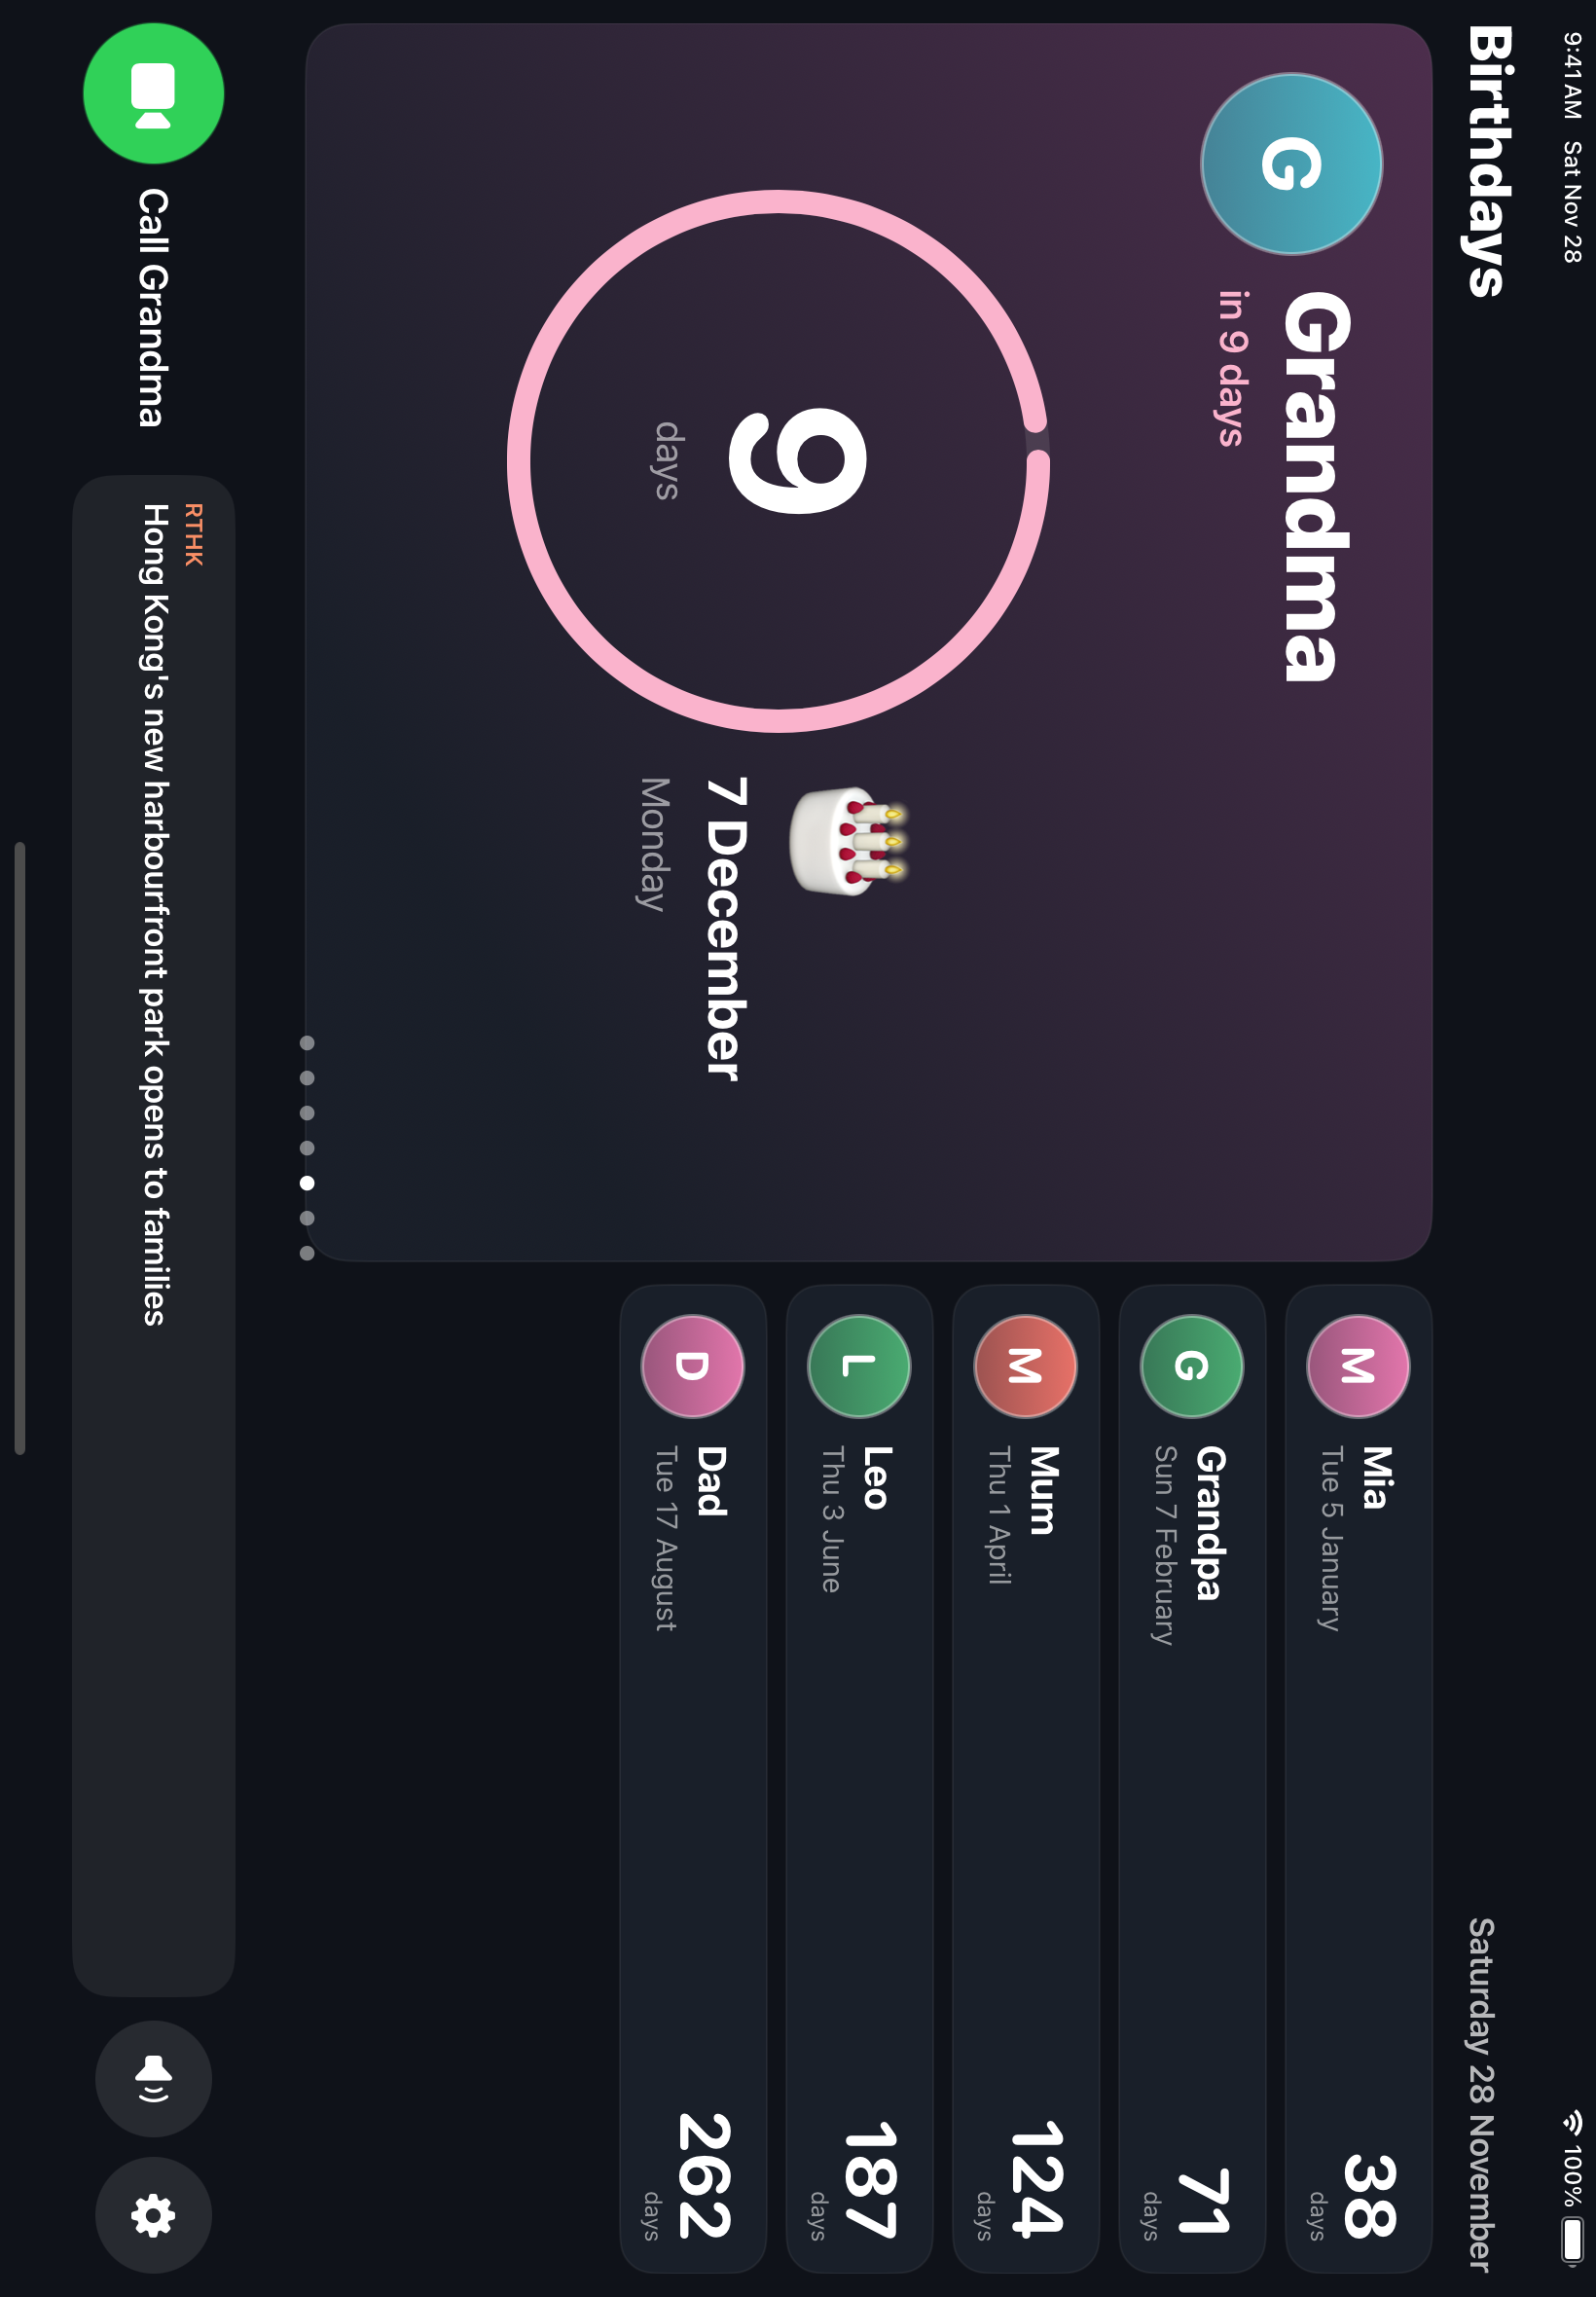 9:41 AM Sat Nov 28
100%
Birthdays
Saturday 28 November
G
Grandma
in 9 days
9
days
7 December
Monday
M
Mia
Tue 5 January
38
days
G
Grandpa
Sun 7 February
71
days
M
Mum
Thu 1 April
124
days
L
Leo
Thu 3 June
187
days
D
Dad
Tue 17 August
262
days
Call Grandma
RTHK
Hong Kong's new harbourfront park opens to families